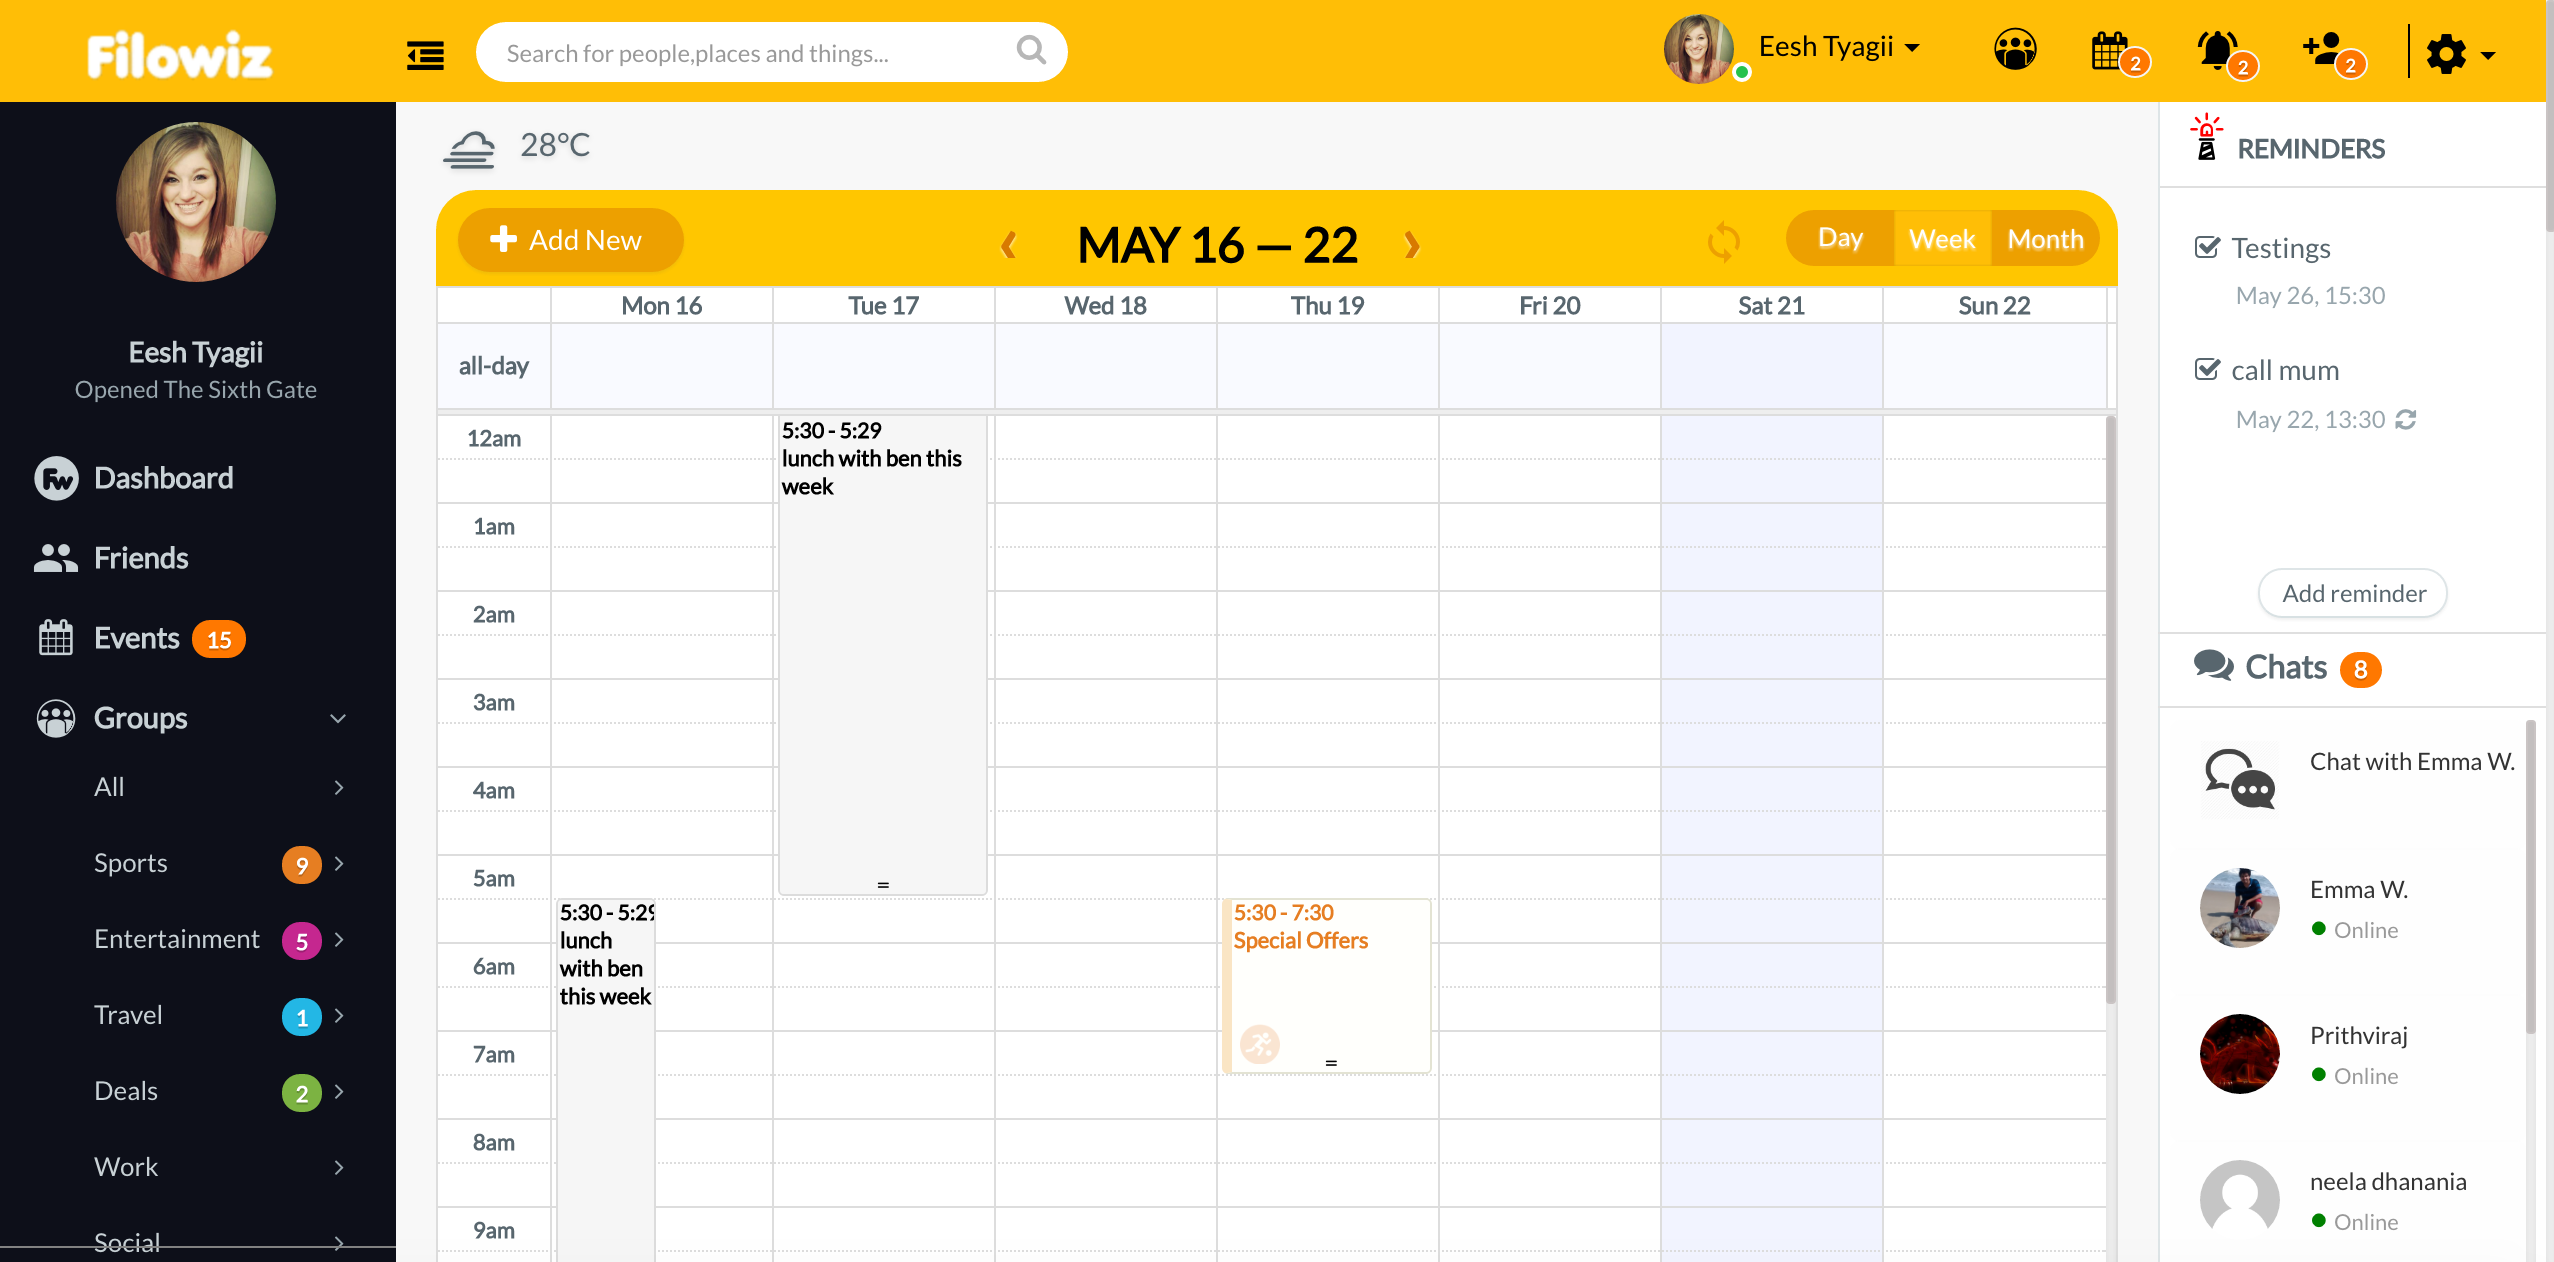 Filowiz
Search for people,places and things...
Eesh Tyagii
2
2
2
Eesh Tyagii
Opened The Sixth Gate
Fw Dashboard
Friends
Events 15
Groups
All
Sports 9
Entertainment 5
Travel 1
Deals 2
Work
Social
28°C
Add New
MAY 16 — 22
Day Week Month
Mon 16 Tue 17 Wed 18 Thu 19 Fri 20 Sat 21 Sun 22
all-day
12am
1am
2am
3am
4am
5am
6am
7am
8am
9am
5:30 - 5:29
lunch with ben this
week
5:30 - 5:29
lunch
with ben
this week
5:30 - 7:30
Special Offers
REMINDERS
Testings
May 26, 15:30
call mum
May 22, 13:30
Add reminder
Chats 8
Chat with Emma W.
Emma W.
Online
Prithviraj
Online
neela dhanania
Online